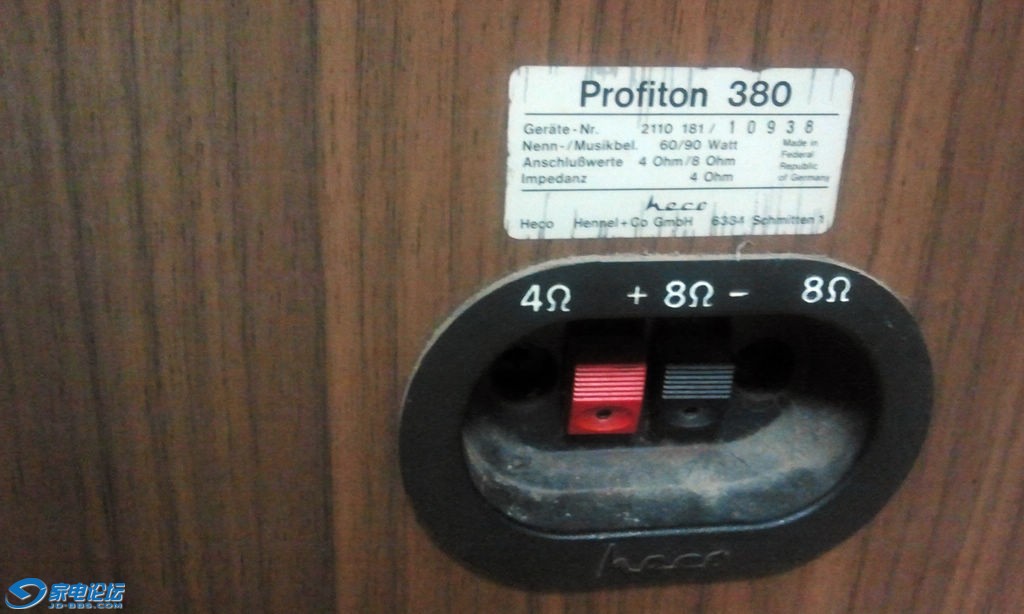 Profiton 380
Geräte-Nr. 2110 181/ 10938
Nenn-/Musikbel. 60/90 Watt
Anschlußwerte 4 Ohm/8 Ohm
Impedanz 4 Ohm
Made in
Federal
Republic
of Germany
heco
Heco Hennel+Co GmbH 6384 Schmitten 1
4Ω + 8Ω - 8Ω
heco
家电论坛
JD-BBS.COM